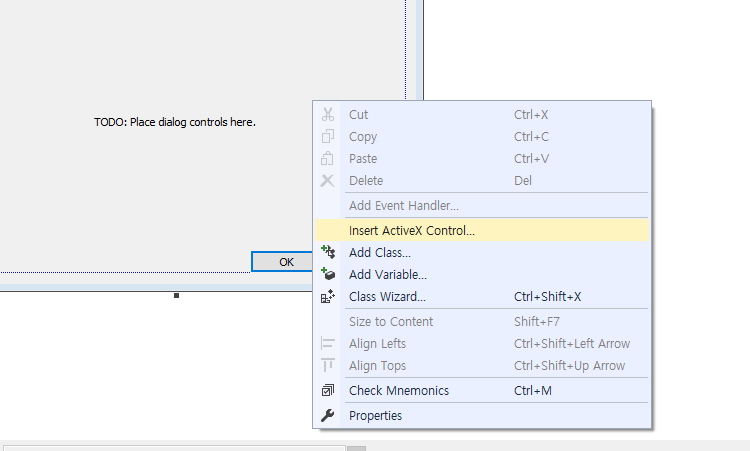 TODO: Place dialog controls here.
OK
Cut Ctrl+X
Copy Ctrl+C
Paste Ctrl+V
Delete Del
Add Event Handler...
Insert ActiveX Control...
Add Class...
Add Variable...
Class Wizard... Ctrl+Shift+X
Size to Content Shift+F7
Align Lefts Ctrl+Shift+Left Arrow
Align Tops Ctrl+Shift+Up Arrow
Check Mnemonics Ctrl+M
Properties